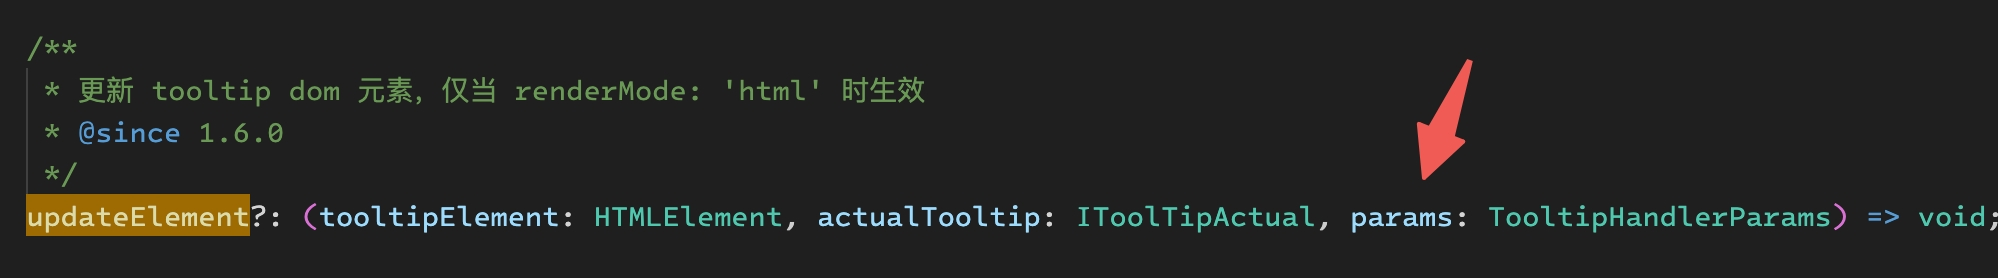 /**
 * 更新 tooltip dom 元素，仅当 renderMode: 'html' 时生效
 * @since 1.6.0
 */
updateElement?: (tooltipElement: HTMLElement, actualTooltip: IToolTipActual, params: TooltipHandlerParams) => void;